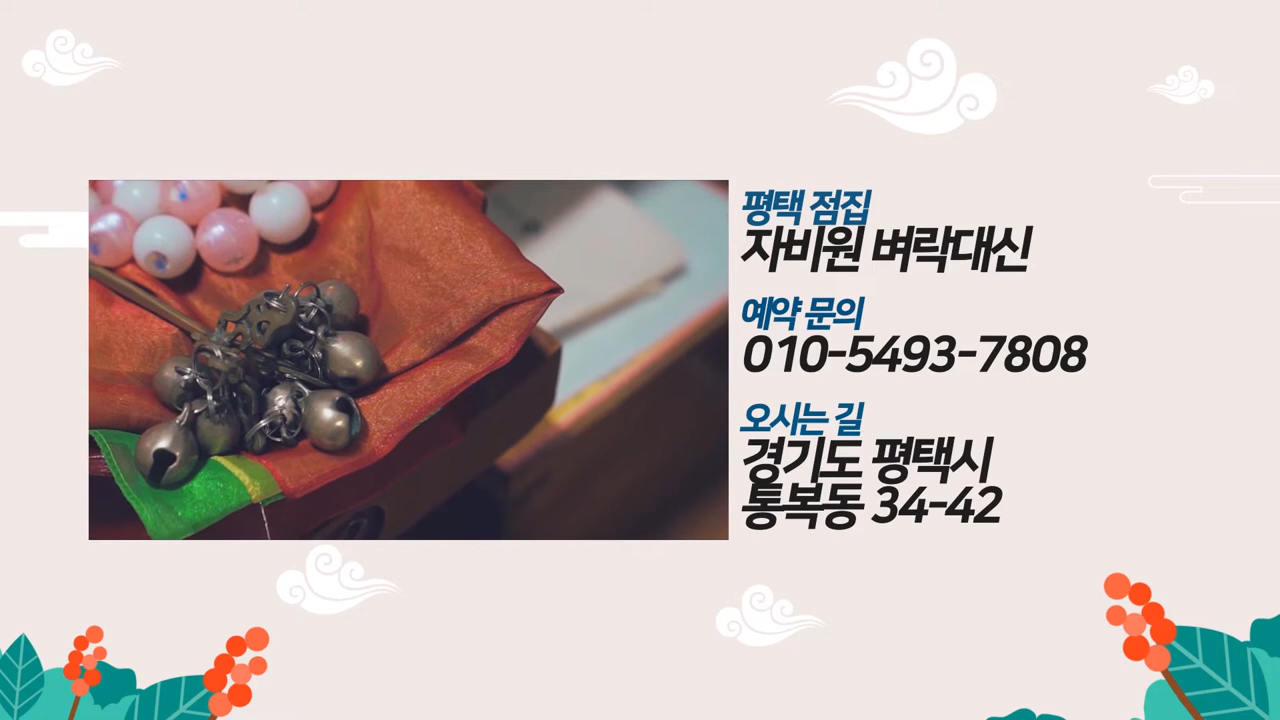 평택 점집
자비원 벼락대신
예약 문의
010-5493-7808
오시는 길
경기도 평택시
통복동 34-42